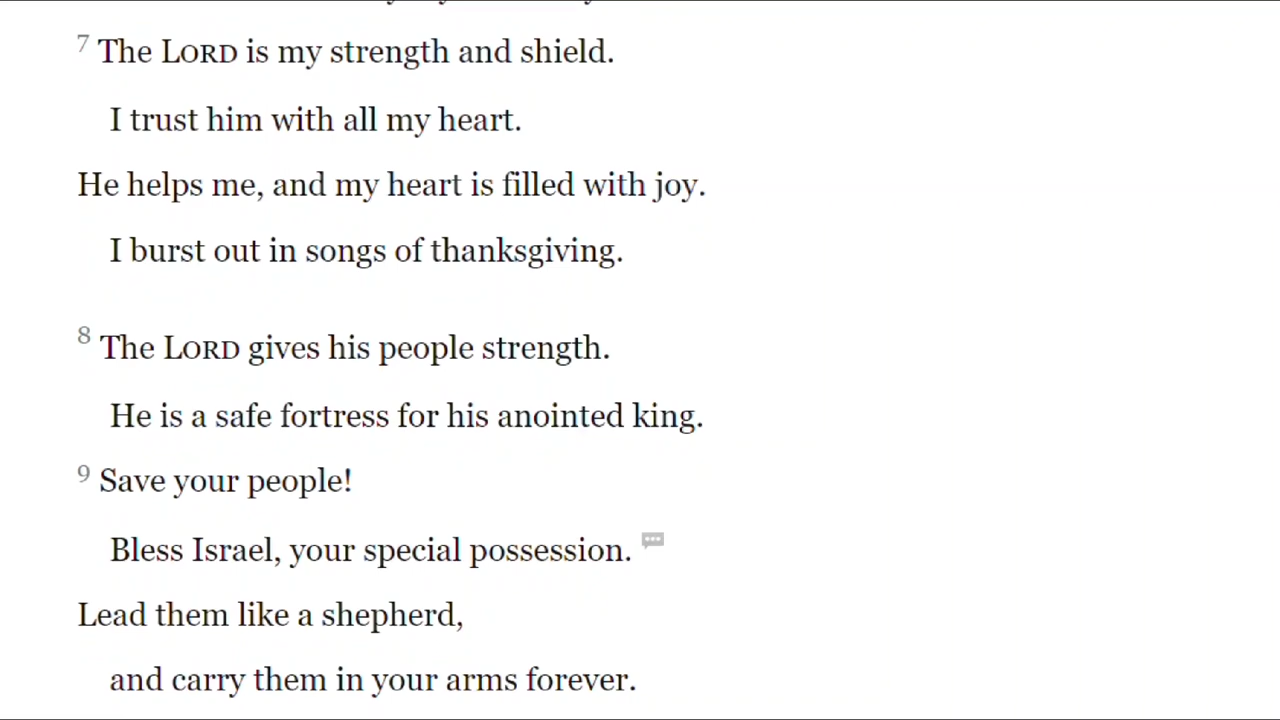 7 The LORD is my strength and shield.
I trust him with all my heart.
He helps me, and my heart is filled with joy.
I burst out in songs of thanksgiving.
8 The LORD gives his people strength.
He is a safe fortress for his anointed king.
9 Save your people!
Bless Israel, your special possession.
Lead them like a shepherd,
and carry them in your arms forever.